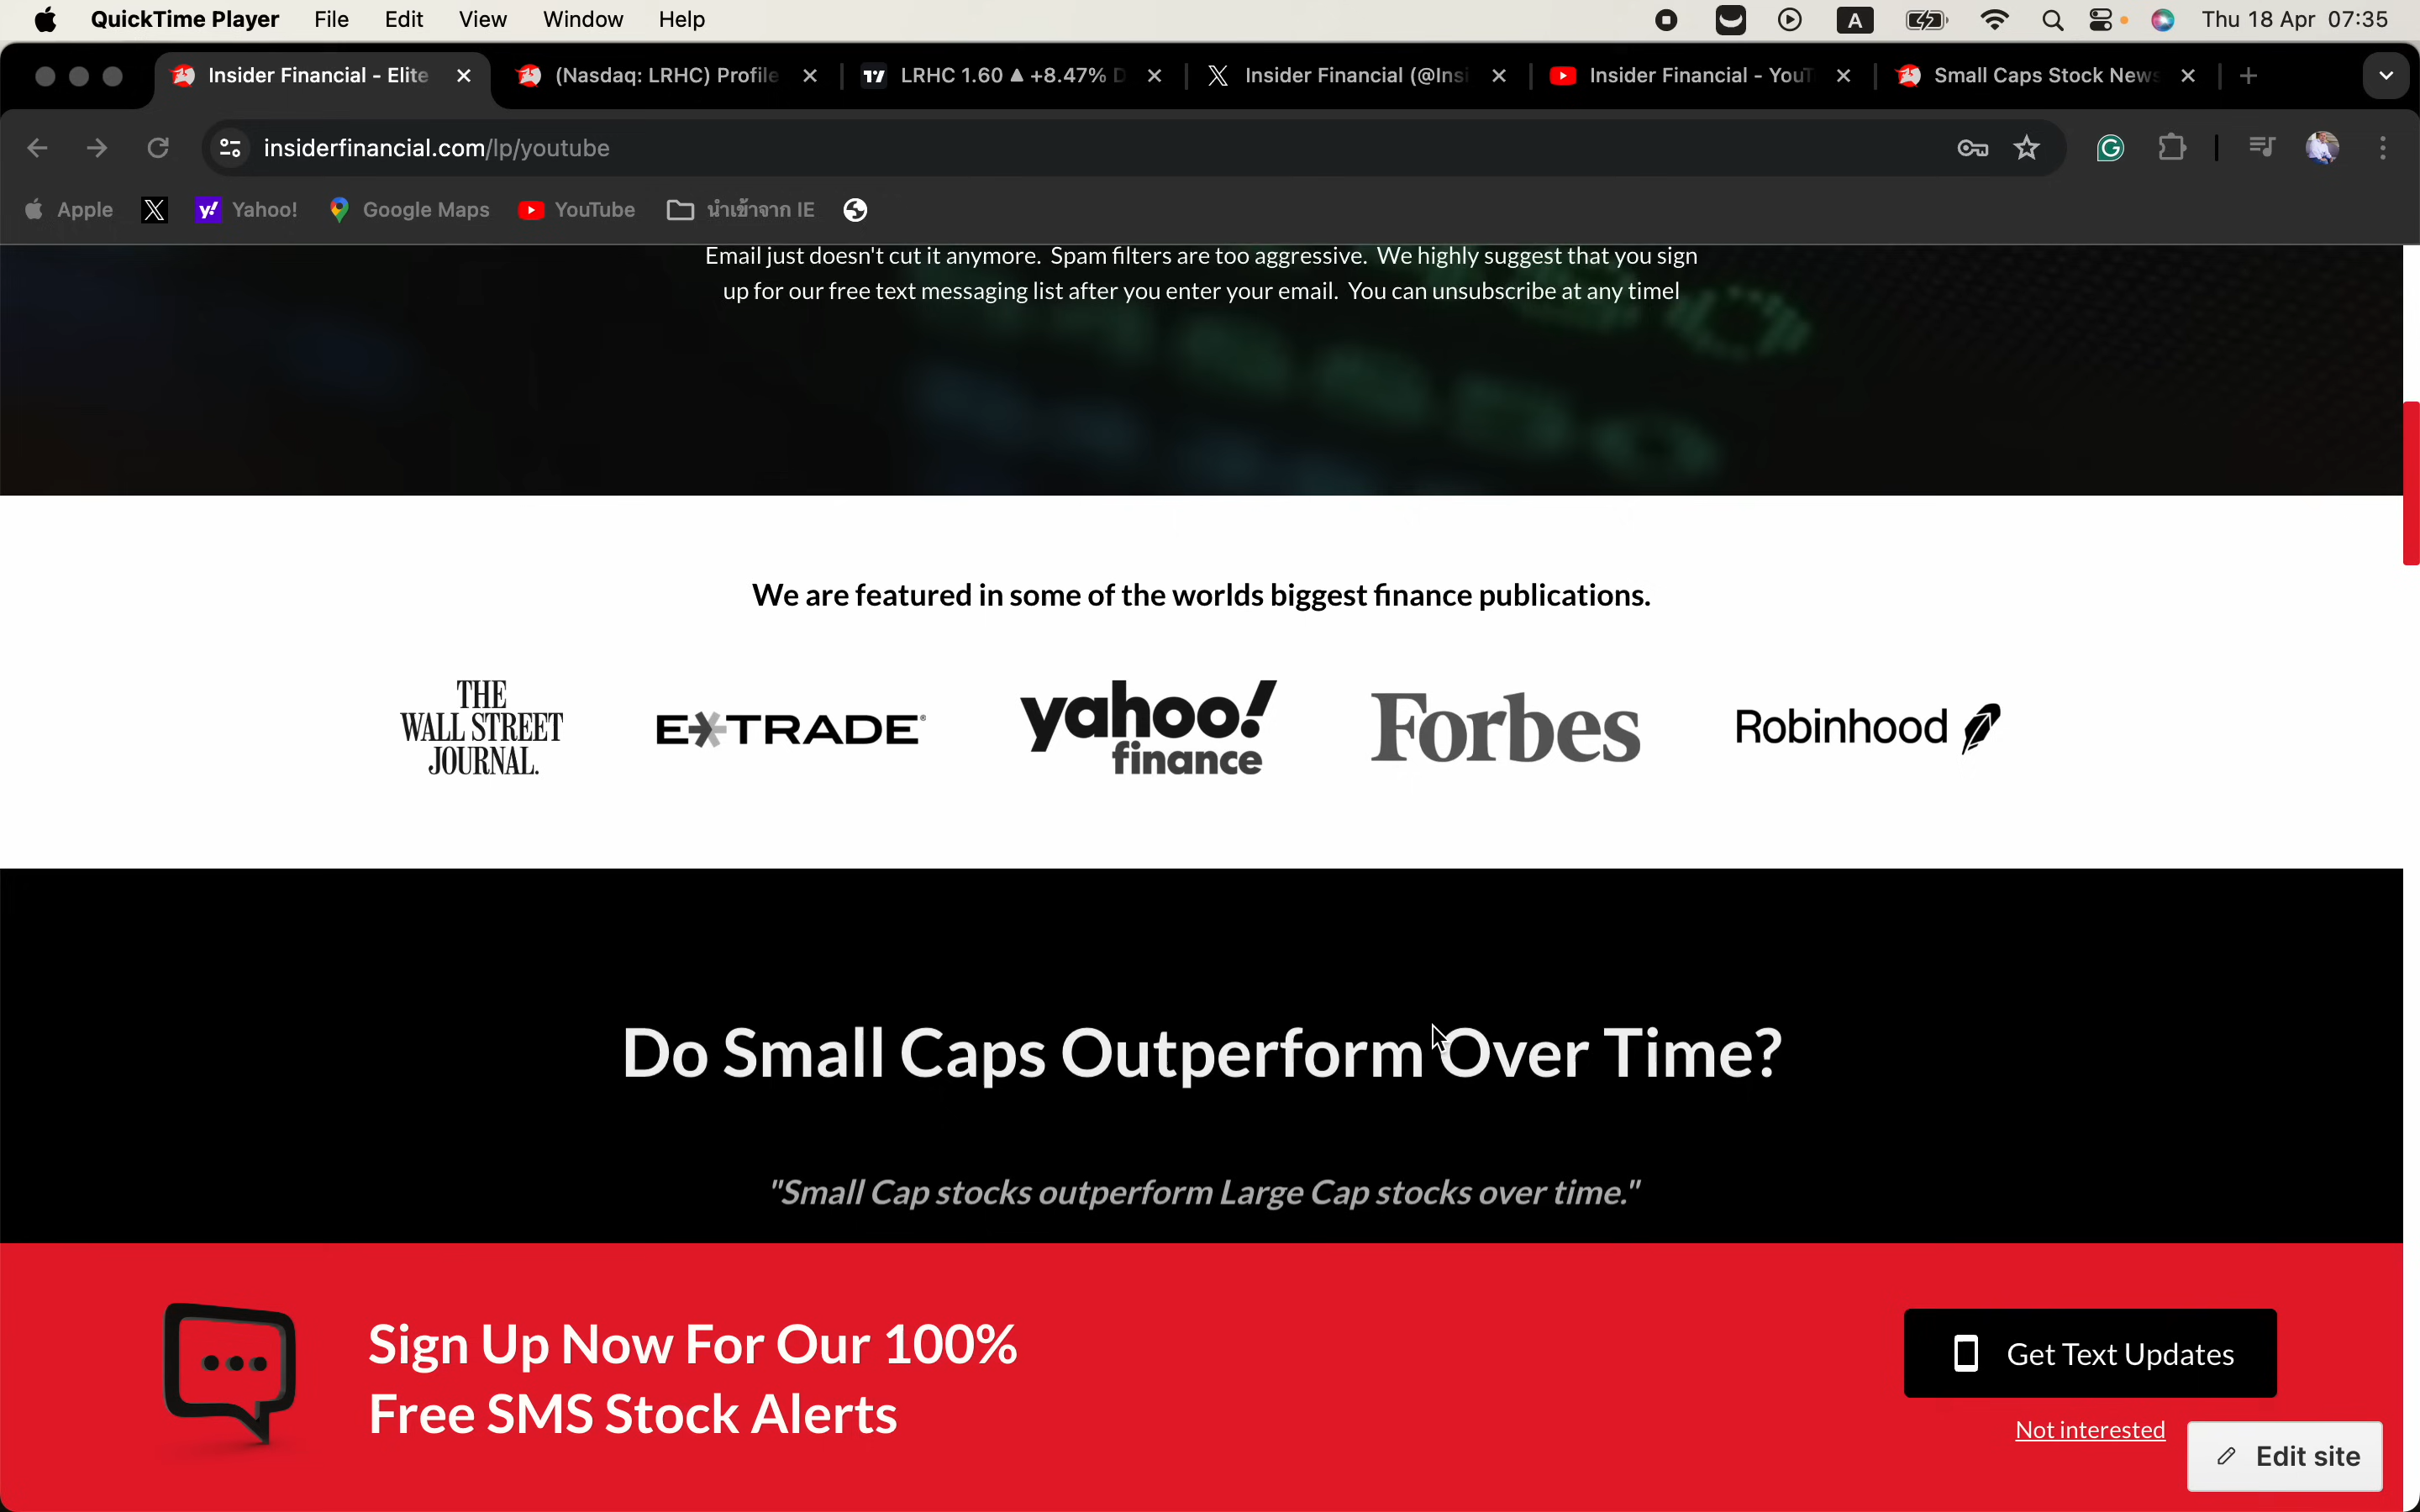 QuickTime Player File Edit View Window Help A Thu 18 Apr 07:35
Insider Financial - Elite (Nasdaq: LRHC) Profile LRHC 1.60 ▲ +8.47% D Insider Financial (@Insi Insider Financial - YouT Small Caps Stock News
insiderfinancial.com/lp/youtube
Apple Yahoo! Google Maps YouTube นำเข้าจาก IE
Email just doesn't cut it anymore. Spam filters are too aggressive. We highly suggest that you sign
up for our free text messaging list after you enter your email. You can unsubscribe at any time!
We are featured in some of the worlds biggest finance publications.
THE
WALL STREET
JOURNAL.
E*TRADE®
yahoo!
finance
Forbes
Robinhood
Do Small Caps Outperform Over Time?
"Small Cap stocks outperform Large Cap stocks over time."
Sign Up Now For Our 100%
Free SMS Stock Alerts
Get Text Updates
Not interested
Edit site